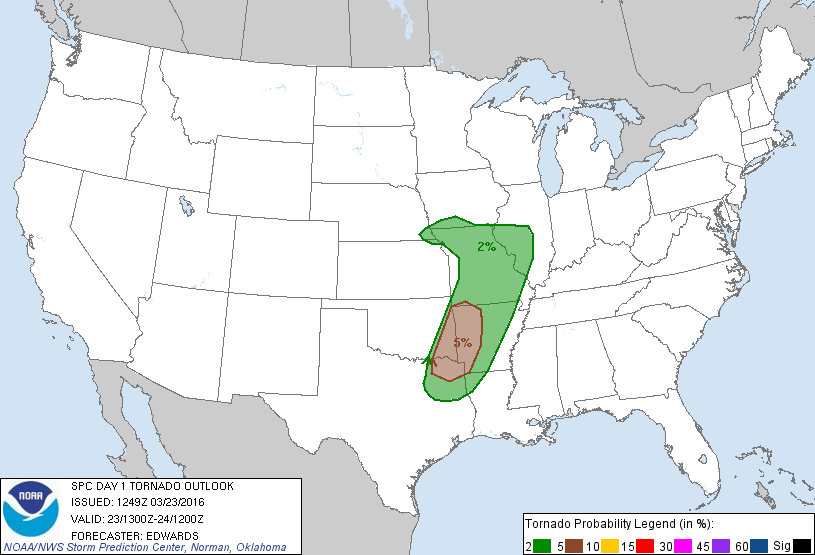 2%
5%
NOAA
SPC DAY 1 TORNADO OUTLOOK
ISSUED: 1249Z 03/23/2016
VALID: 23/1300Z-24/1200Z
FORECASTER: EDWARDS
NOAA/NWS Storm Prediction Center, Norman, Oklahoma
Tornado Probability Legend (in %):
2 5 10 15 30 45 60 Sig